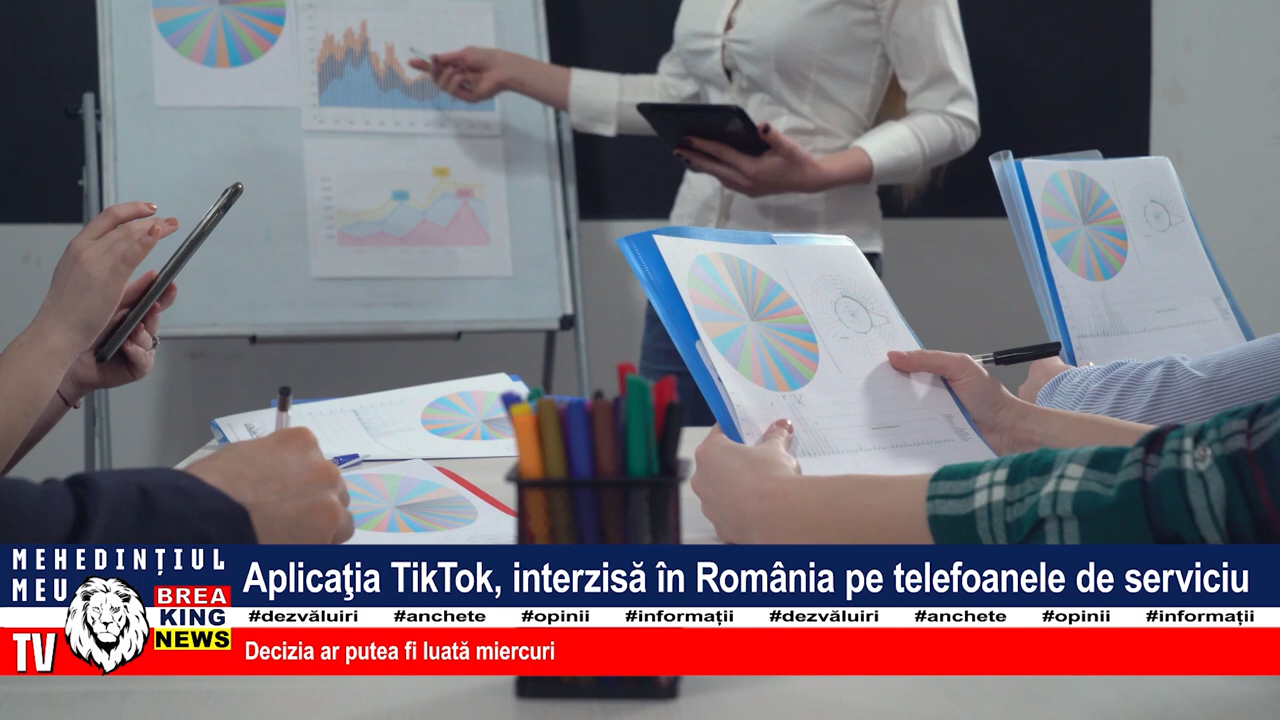 MEHEDINȚIUL
MEU
TV
BREA
KING
NEWS
Aplicaţia TikTok, interzisă în România pe telefoanele de serviciu
#dezvăluiri #anchete #opinii #informații #dezvăluiri #anchete #opinii #informații
Decizia ar putea fi luată miercuri